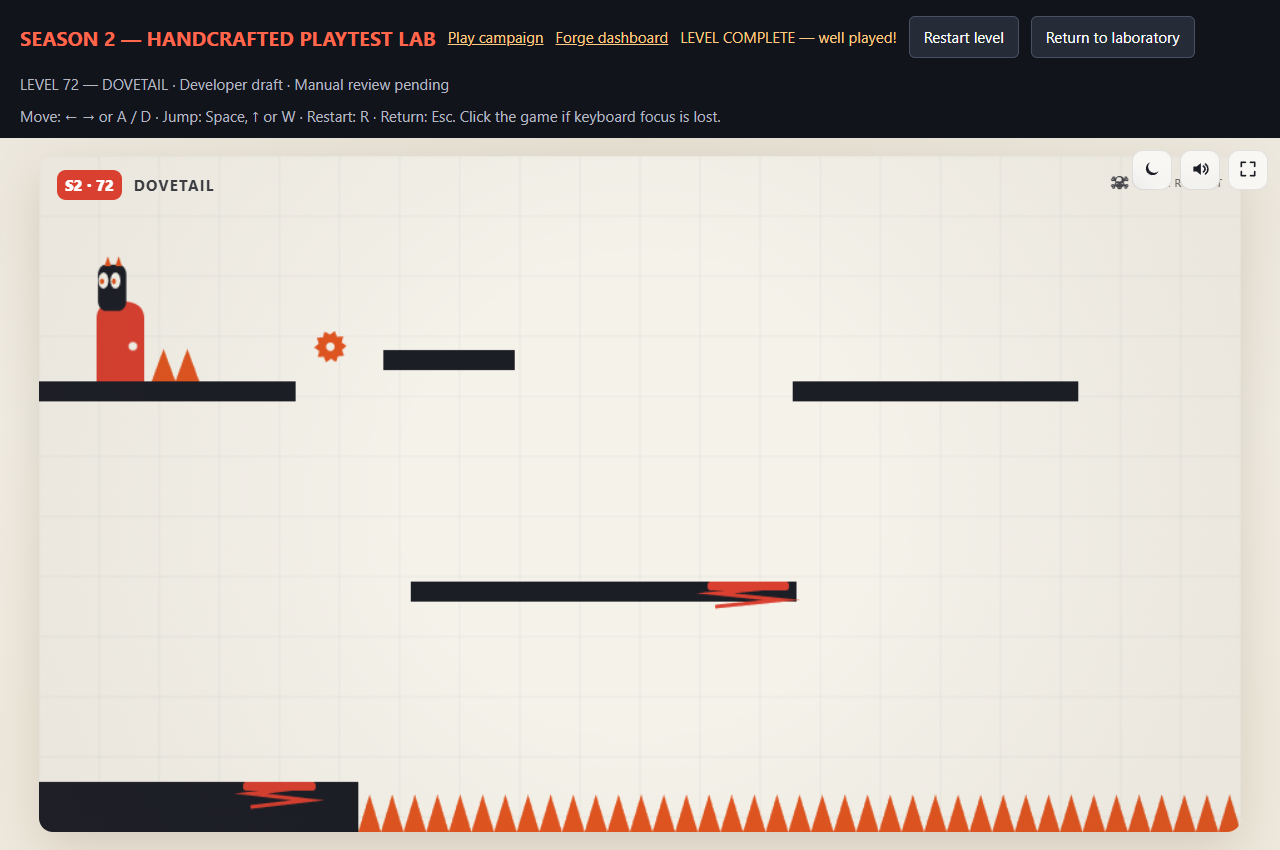 SEASON 2 — HANDCRAFTED PLAYTEST LAB Play campaign Forge dashboard LEVEL COMPLETE — well played! Restart level Return to laboratory
LEVEL 72 — DOVETAIL · Developer draft · Manual review pending
Move: ← → or A / D · Jump: Space, ↑ or W · Restart: R · Return: Esc. Click the game if keyboard focus is lost.
S2 · 72 DOVETAIL